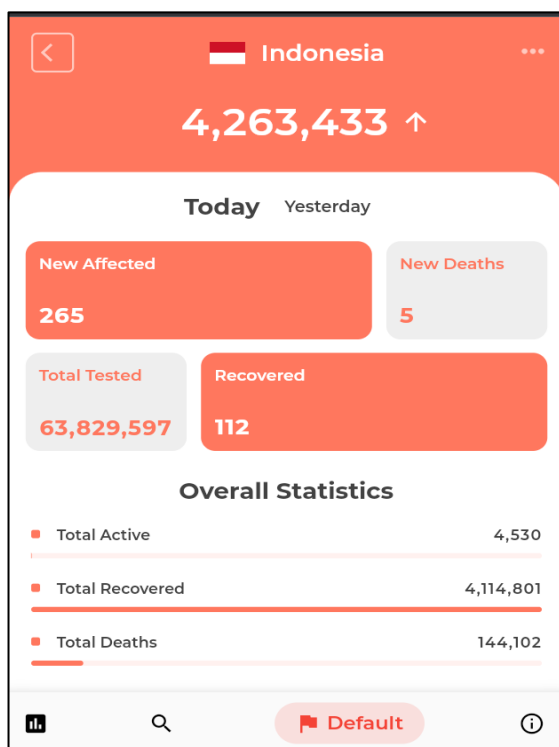 Indonesia
4,263,433
Today Yesterday
New Affected
265
New Deaths
5
Total Tested
63,829,597
Recovered
112
Overall Statistics
Total Active 4,530
Total Recovered 4,114,801
Total Deaths 144,102
Default